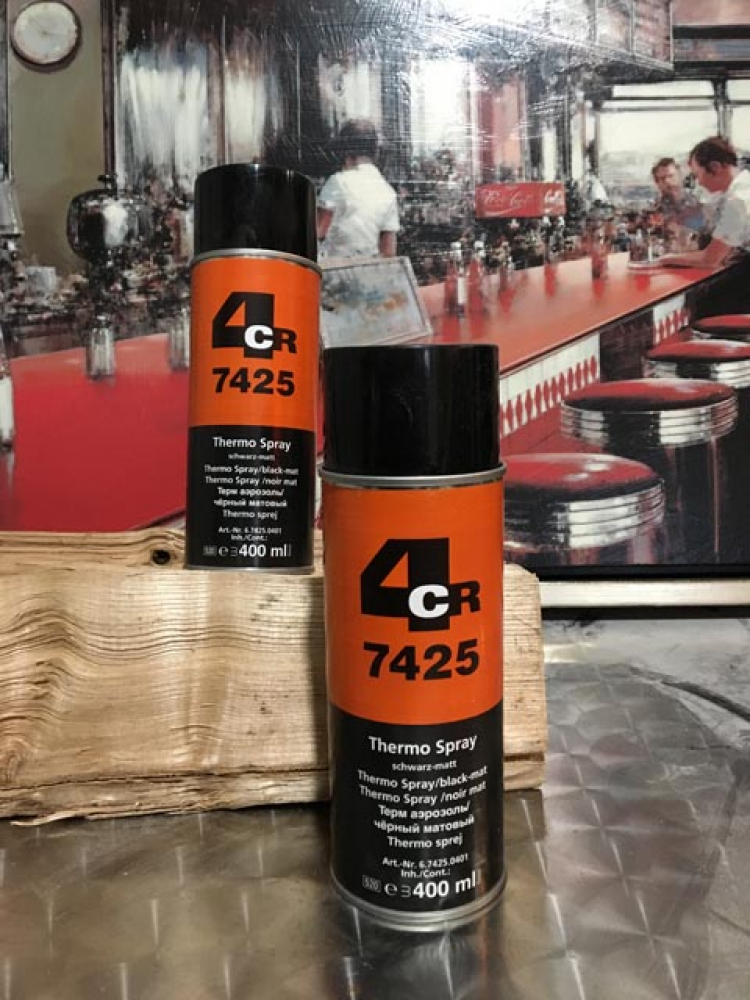 4CR
7425
Thermo Spray
schwarz-matt
Thermo Spray/black-mat
Thermo Spray /noir mat
Терм аэрозоль/
чёрный матовый
Thermo sprej
Art.-Nr. 6.7425.0401
Inh./Cont.:
520 e 400 ml
4CR
7425
Thermo Spray
schwarz-matt
Thermo Spray/black-mat
Thermo Spray /noir mat
Терм аэрозоль/
чёрный матовый
Thermo sprej
Art.-Nr. 6.7425.0401
Inh./Cont.:
520 e 400 ml